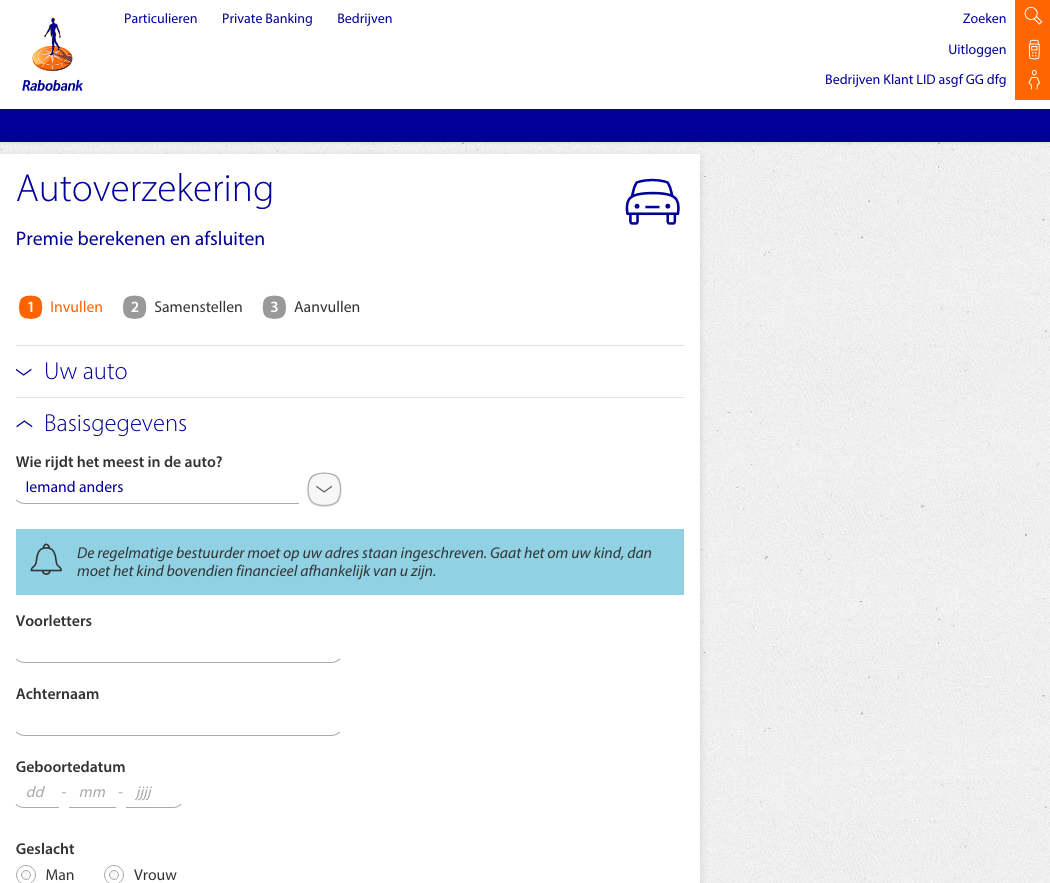 Particulieren Private Banking Bedrijven
Zoeken
Uitloggen
Bedrijven Klant LID asgf GG dfg
Rabobank
Autoverzekering
Premie berekenen en afsluiten
1 Invullen 2 Samenstellen 3 Aanvullen
Uw auto
Basisgegevens
Wie rijdt het meest in de auto?
Iemand anders
De regelmatige bestuurder moet op uw adres staan ingeschreven. Gaat het om uw kind, dan
moet het kind bovendien financieel afhankelijk van u zijn.
Voorletters
Achternaam
Geboortedatum
dd - mm - jjjj
Geslacht
Man Vrouw